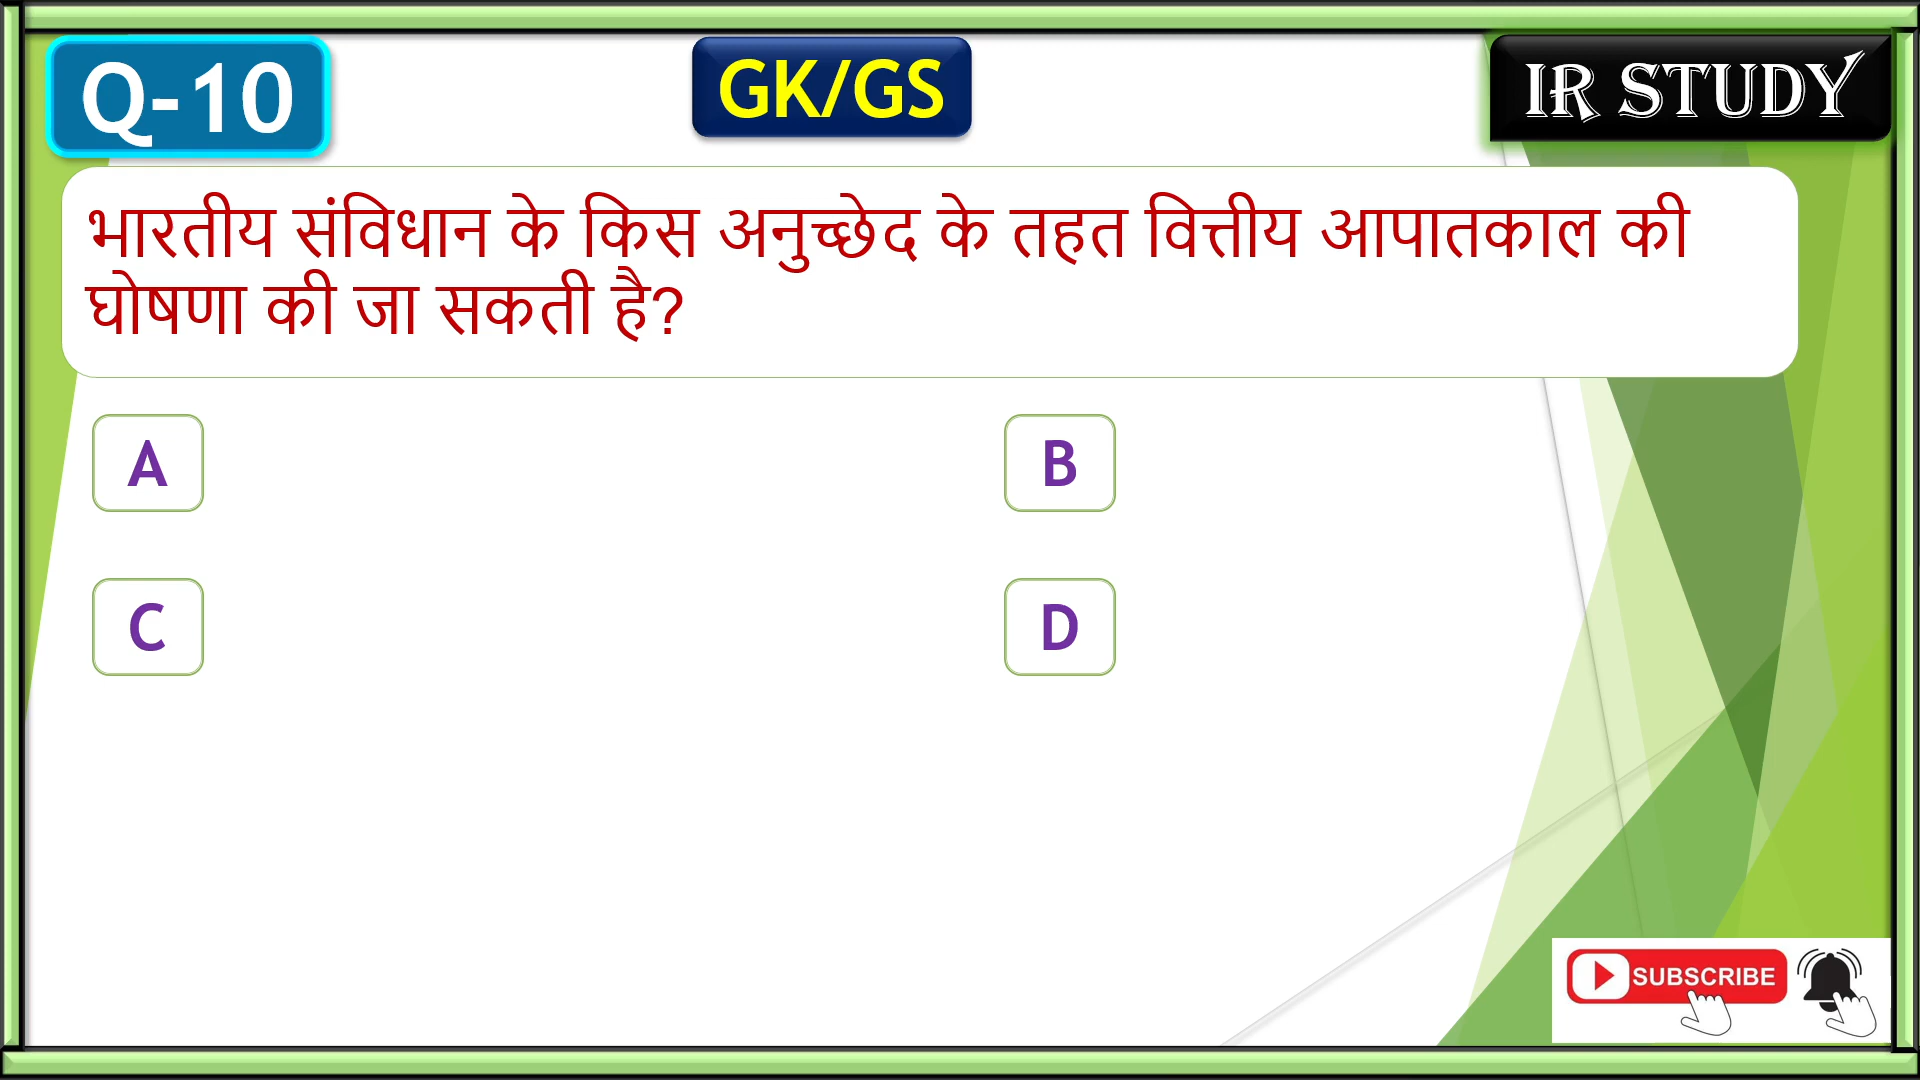 Q-10
GK/GS
IR STUDY
भारतीय संविधान के किस अनुच्छेद के तहत वित्तीय आपातकाल की
घोषणा की जा सकती है?
A
B
C
D
SUBSCRIBE